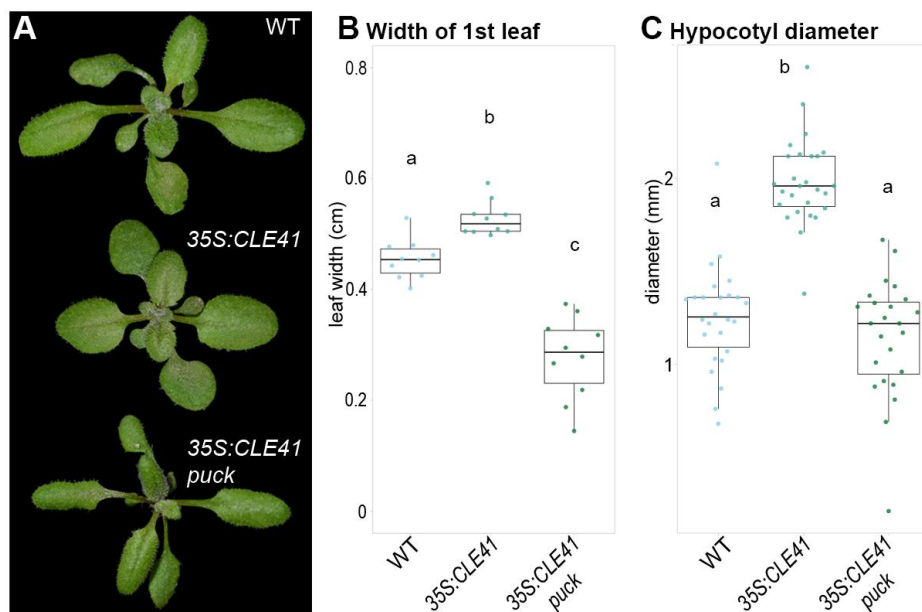 A
WT
35S:CLE41
35S:CLE41
puck
B Width of 1st leaf
leaf width (cm)
0.8
0.6
0.4
0.2
0
a
b
c
WT
35S:CLE41
35S:CLE41
puck
C Hypocotyl diameter
diameter (mm)
2
1
a
b
a
WT
35S:CLE41
35S:CLE41
puck